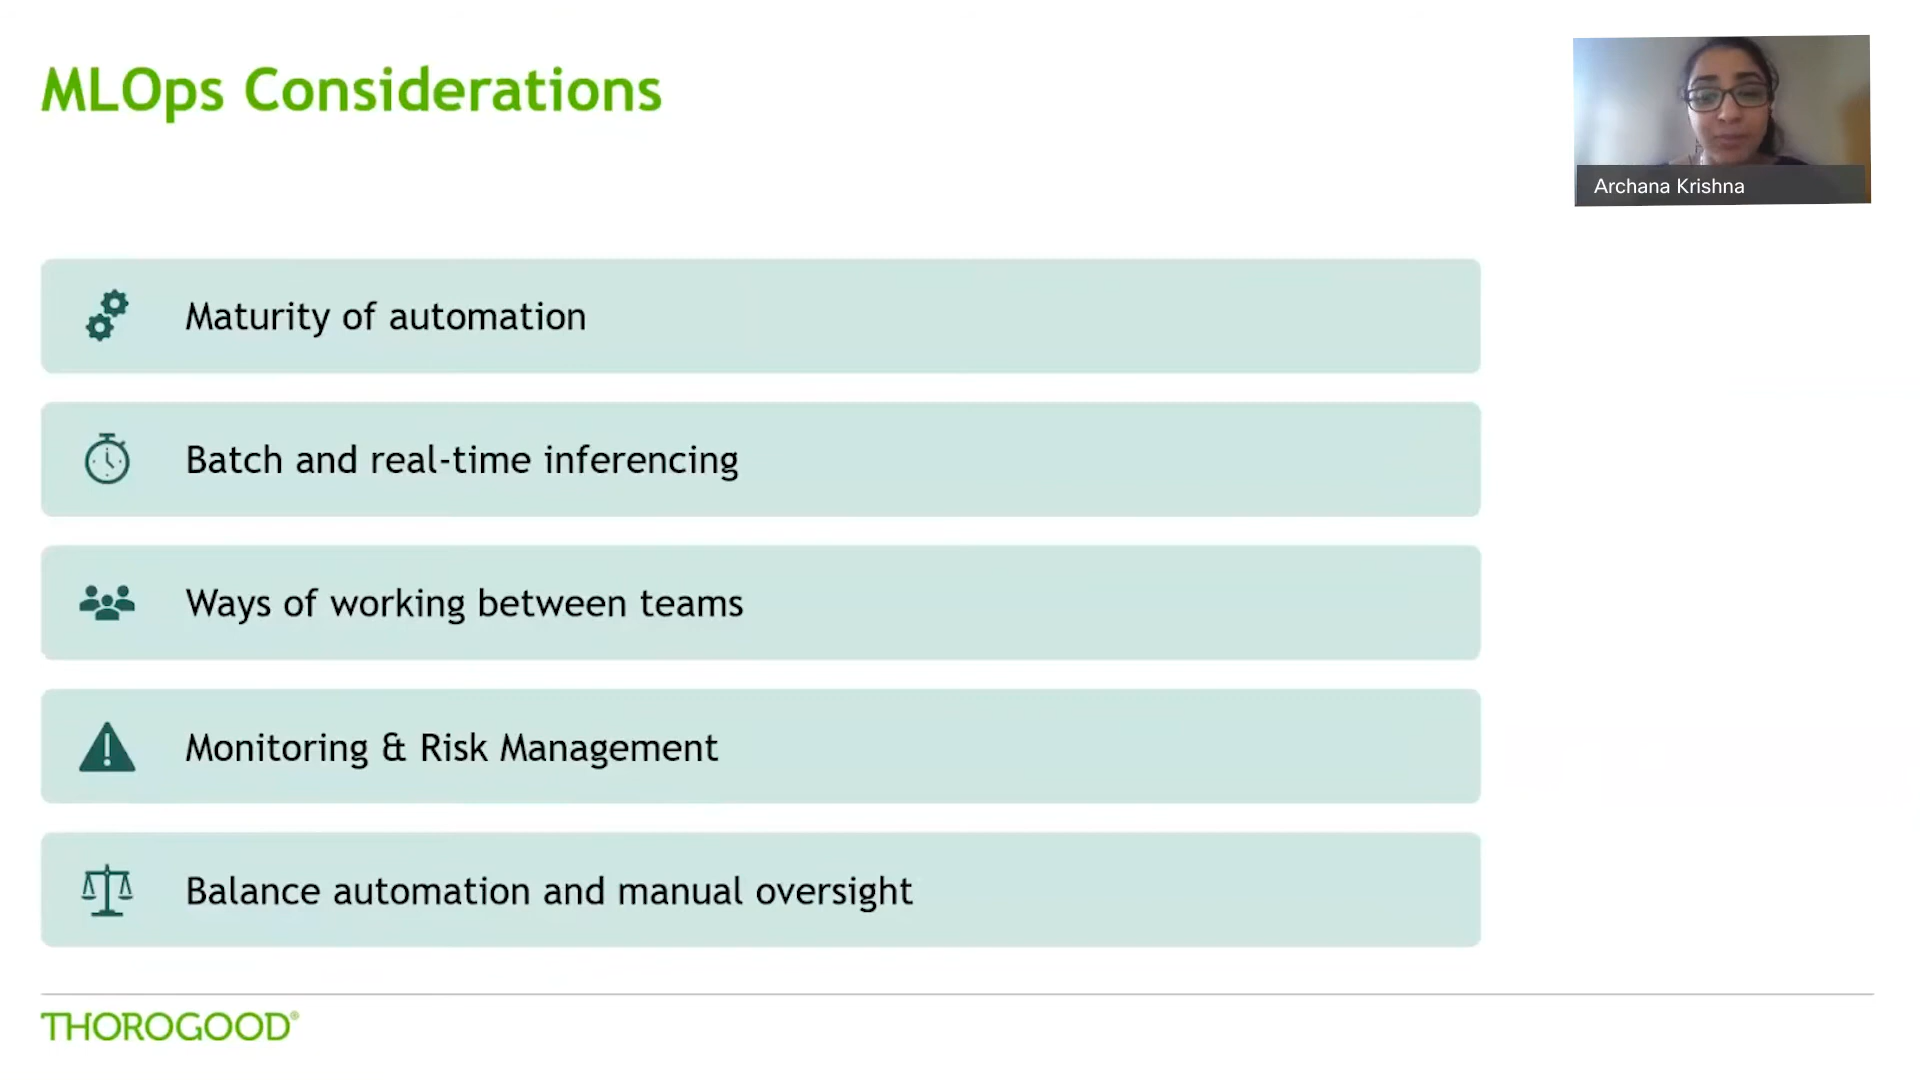 MLOps Considerations
Archana Krishna
Maturity of automation
Batch and real-time inferencing
Ways of working between teams
Monitoring & Risk Management
Balance automation and manual oversight
THOROGOOD®